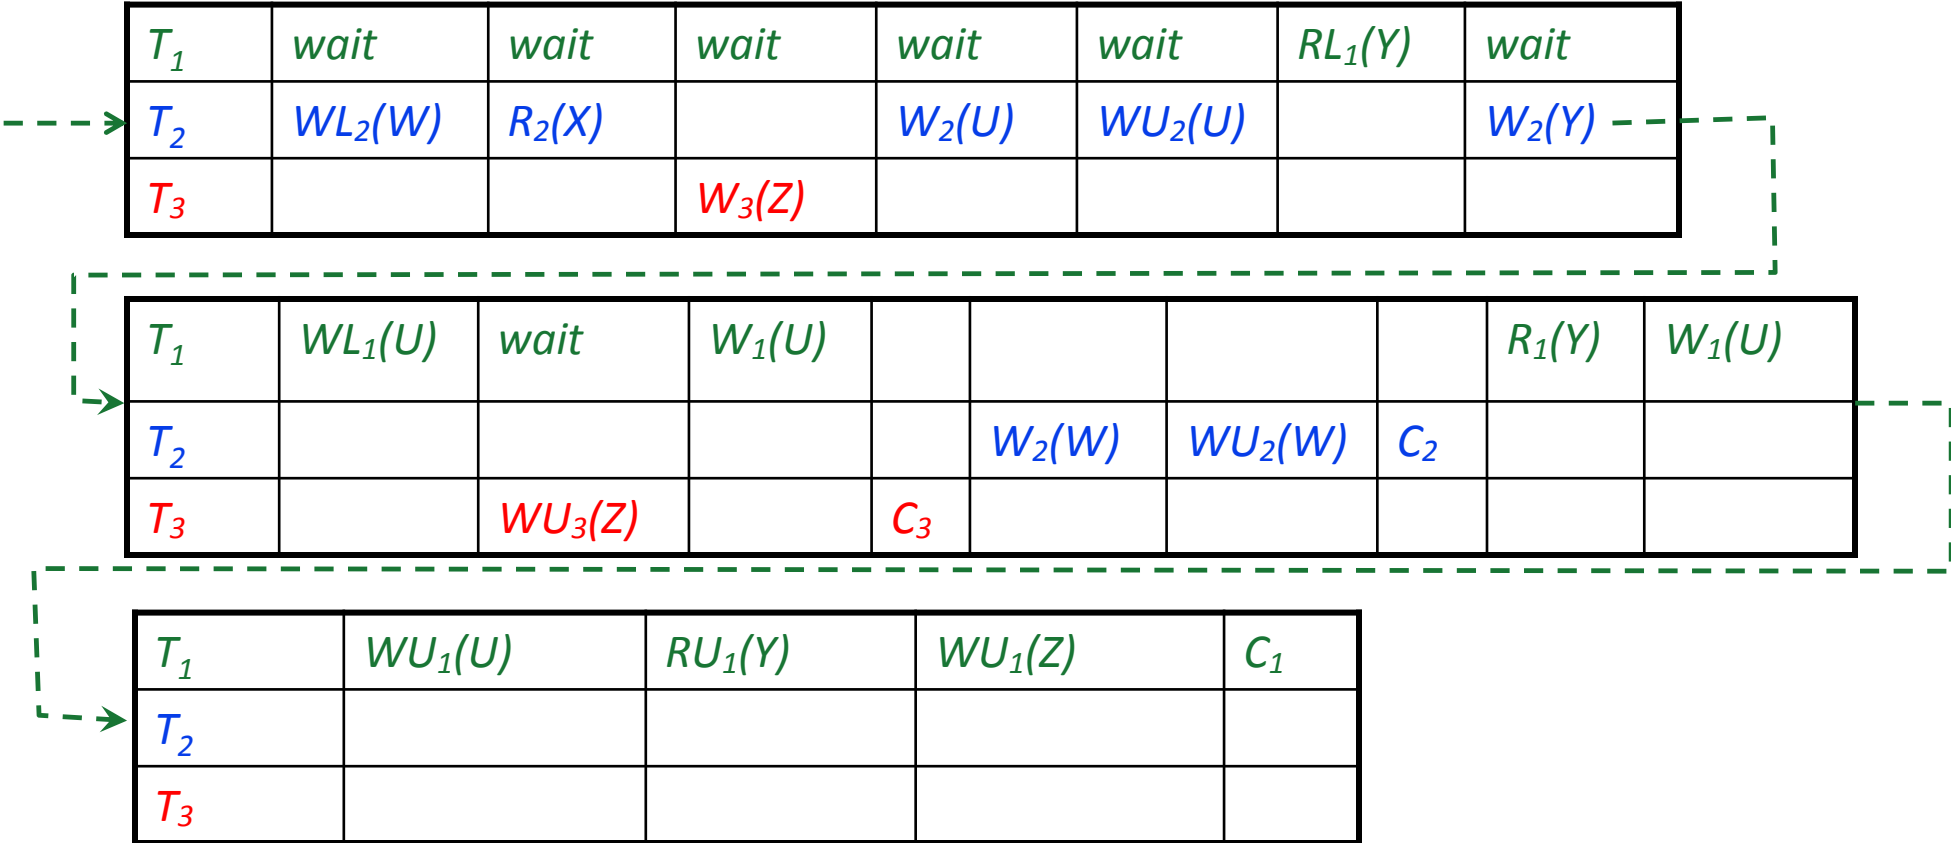 T1 wait wait wait wait wait RL1(Y) wait
T2 WL2(W) R2(X) W2(U) WU2(U) W2(Y)
T3 W3(Z)
T1 WL1(U) wait W1(U) R1(Y) W1(U)
T2 W2(W) WU2(W) C2
T3 WU3(Z) C3
T1 WU1(U) RU1(Y) WU1(Z) C1
T2
T3